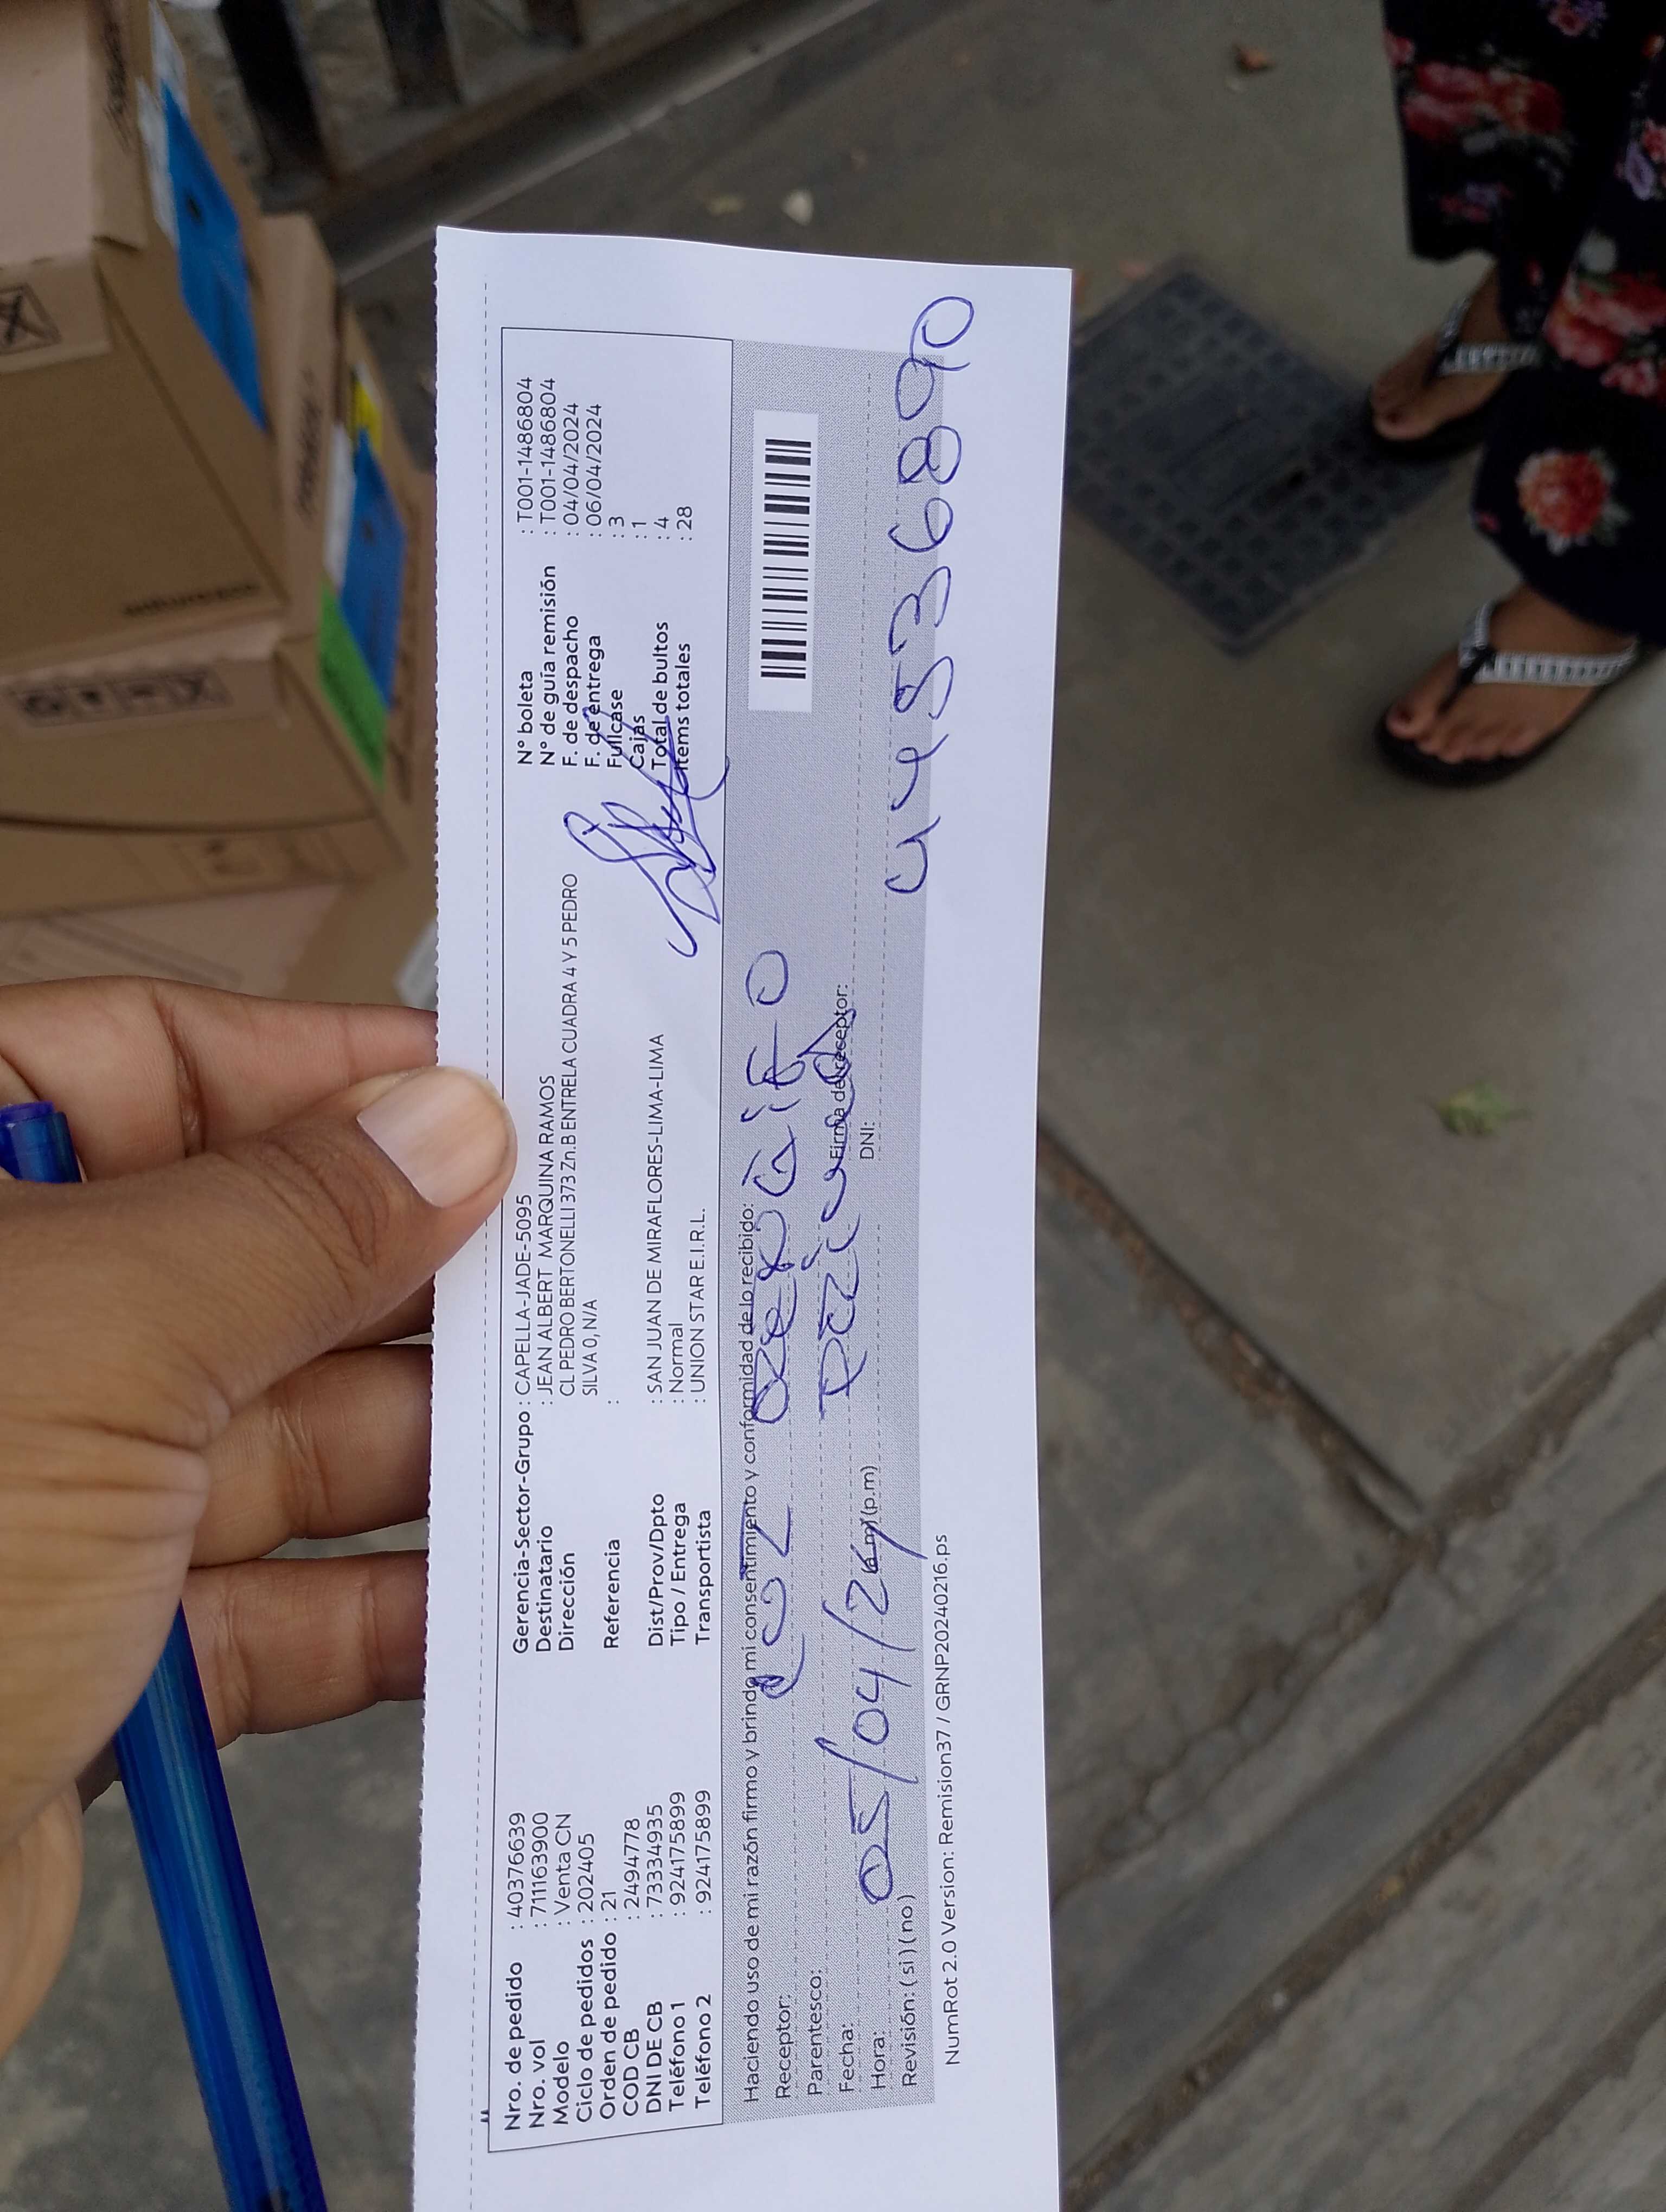 Nro. de pedido : 40376639
Nro. vol : 711163900
Modelo : Venta CN
Ciclo de pedidos : 202405
Orden de pedido : 21
COD CB : 2494778
DNI DE CB : 73334935
Teléfono 1 : 924175899
Teléfono 2 : 924175899
Gerencia-Sector-Grupo : CAPELLA-JADE-5095
Destinatario : JEAN ALBERT MARQUINA RAMOS
Dirección CL PEDRO BERTONELLI 373 Zn.B ENTRE LA CUADRA 4 Y 5 PEDRO
SILVA 0, N/A
Referencia :
Dist/Prov/Dpto : SAN JUAN DE MIRAFLORES-LIMA-LIMA
Tipo / Entrega : Normal
Transportista : UNION STAR E.I.R.L.
N° boleta : T001-1486804
N° de guía remisión : T001-1486804
F. de despacho : 04/04/2024
F. de entrega : 06/04/2024
Fullcase : 3
Cajas : 1
Total de bultos : 4
Items totales : 28
Haciendo uso de mi razón firmo y brindo mi consentimiento y conformidad de lo recibido:
Receptor:
Parentesco:
Fecha: 05/04/24
Hora: (a.m) (p.m)
Revisión: (si) (no)
Firma del receptor:
DNI: 44536890
NumRot 2.0 Version: Remision37 / GRNP20240216.ps